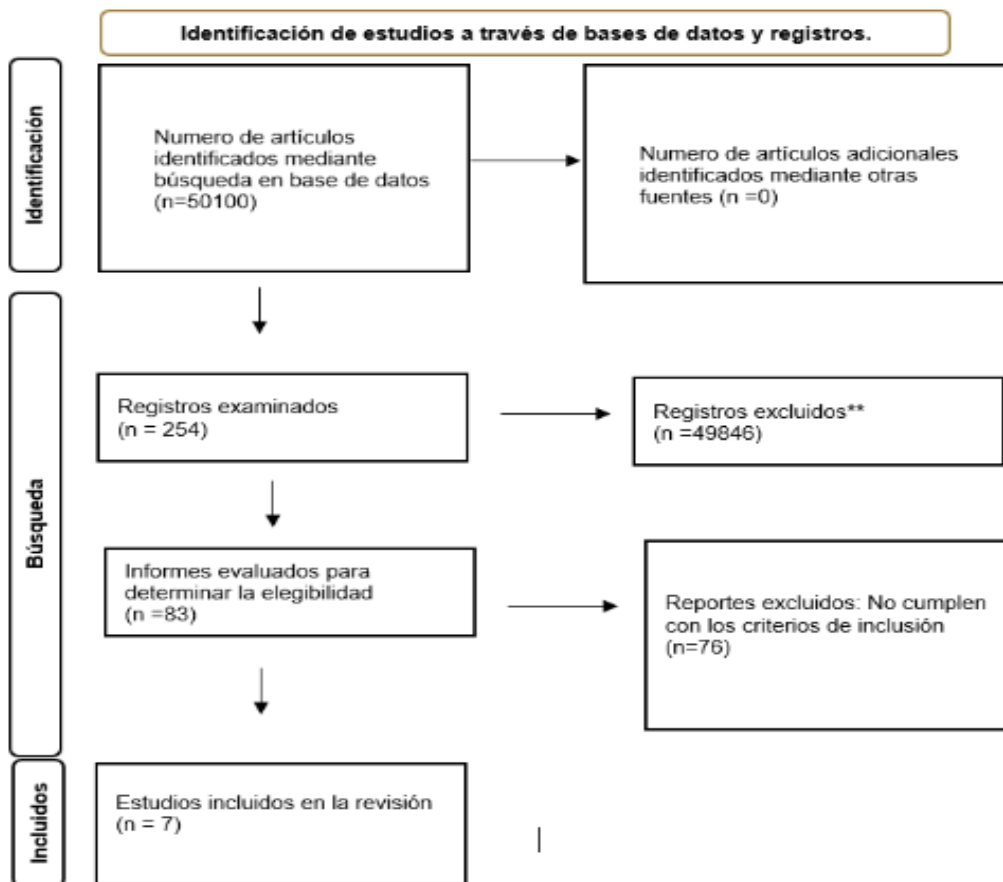 Identificación de estudios a través de bases de datos y registros.
Identificación
Numero de artículos
identificados mediante
búsqueda en base de datos
(n=50100)
Numero de artículos adicionales
identificados mediante otras
fuentes (n =0)
Búsqueda
Registros examinados
(n = 254)
Registros excluidos**
(n =49846)
Informes evaluados para
determinar la elegibilidad
(n =83)
Reportes excluidos: No cumplen
con los criterios de inclusión
(n=76)
Incluidos
Estudios incluidos en la revisión
(n = 7)